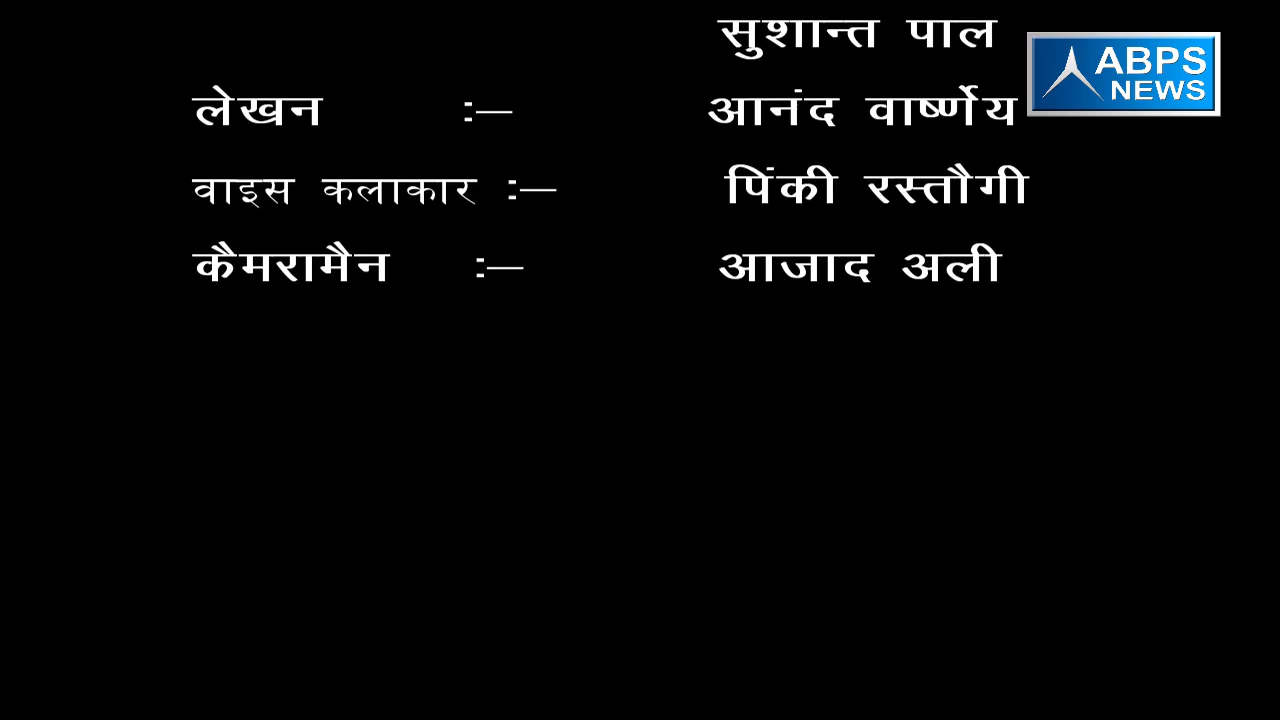 सुशान्त पाल
ABPS
NEWS
लेखन :— आनंद वार्ष्णेय
वाइस कलाकार :— पिंकी रस्तौगी
कैमरामैन :— आजाद अली